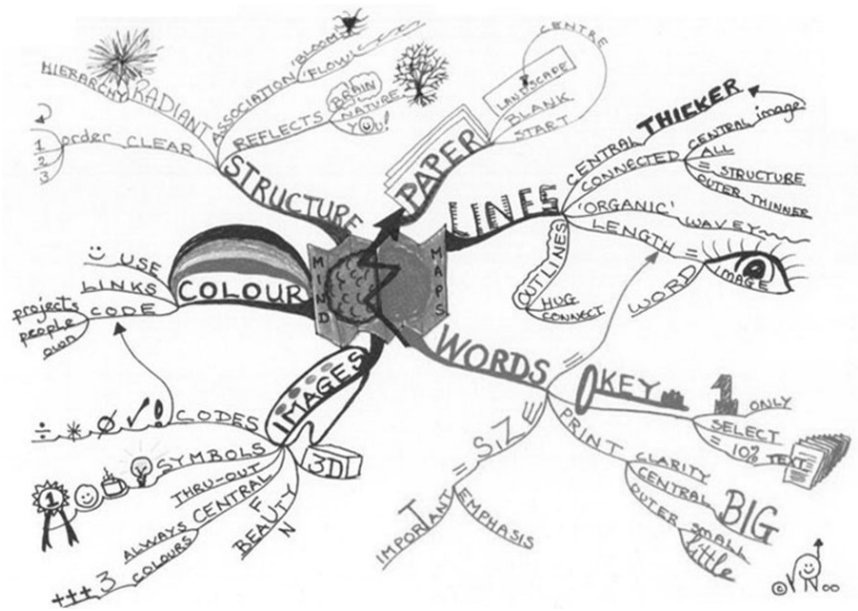 MIND MAPS
PAPER
LANDSCAPE
CENTRE
BLANK
START
LINES
CENTRAL THICKER
CONNECTED
CENTRAL image
ALL
= STRUCTURE
OUTER THINNER
'ORGANIC'
WAVEY
LENGTH =
IMAGE
WORD
OUTLINES
HUG
CONNECT
WORDS
KEY
1 ONLY
SELECT
= 10% TEXT
PRINT
CLARITY
CENTRAL BIG
OUTER SMALL
little
= SIZE
IMPORTANT
EMPHASIS
IMAGES
3D
CODES
÷ * Ø ✓ !
SYMBOLS
1
THRU-OUT
CENTRAL
ALWAYS
COLOURS
+++3
BEAUTY
FUN
COLOUR
USE
LINKS
CODE
projects
people
own
STRUCTURE
ASSOCIATION
'BLOOM'
'FLOW'
REFLECTS
BRAIN
NATURE
YOU!
RADIANT
HIERARCHY
CLEAR
order
1
2
3
©